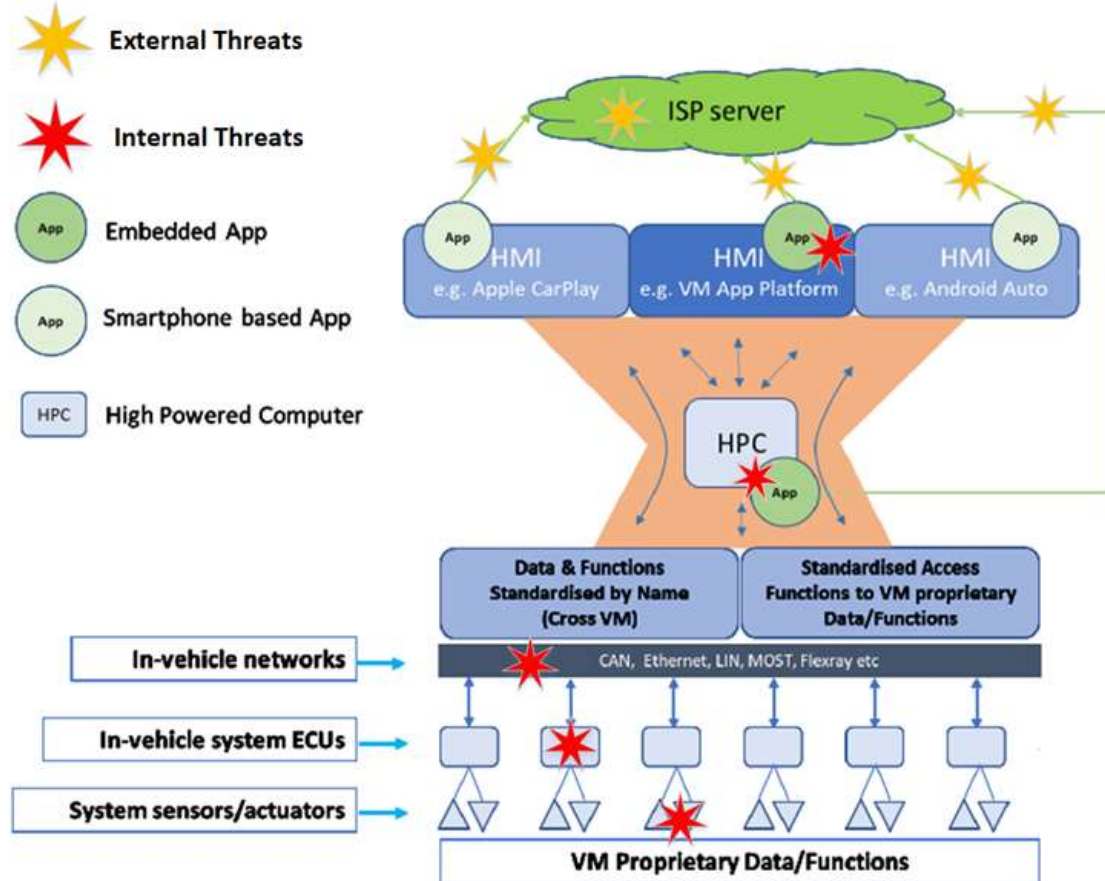 External Threats
Internal Threats
App
Embedded App
App
Smartphone based App
HPC
High Powered Computer
ISP server
App
App
App
HMI
e.g. Apple CarPlay
HMI
e.g. VM App Platform
HMI
e.g. Android Auto
HPC
App
Data & Functions
Standardised by Name
(Cross VM)
Standardised Access
Functions to VM proprietary
Data/Functions
In-vehicle networks
CAN, Ethernet, LIN, MOST, Flexray etc
In-vehicle system ECUs
System sensors/actuators
VM Proprietary Data/Functions